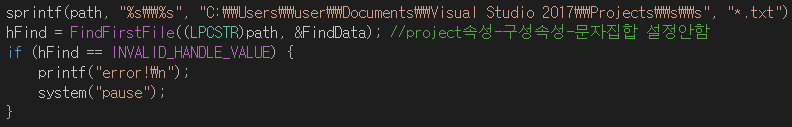 sprintf(path, "%s₩₩%s", "C:₩₩Users₩₩user₩₩Documents₩₩Visual Studio 2017₩₩Projects₩₩s₩₩s", "*.txt")
hFind = FindFirstFile((LPCSTR)path, &FindData); //project속성-구성속성-문자집합 설정안함
if (hFind == INVALID_HANDLE_VALUE) {
    printf("error!₩n");
    system("pause");
}